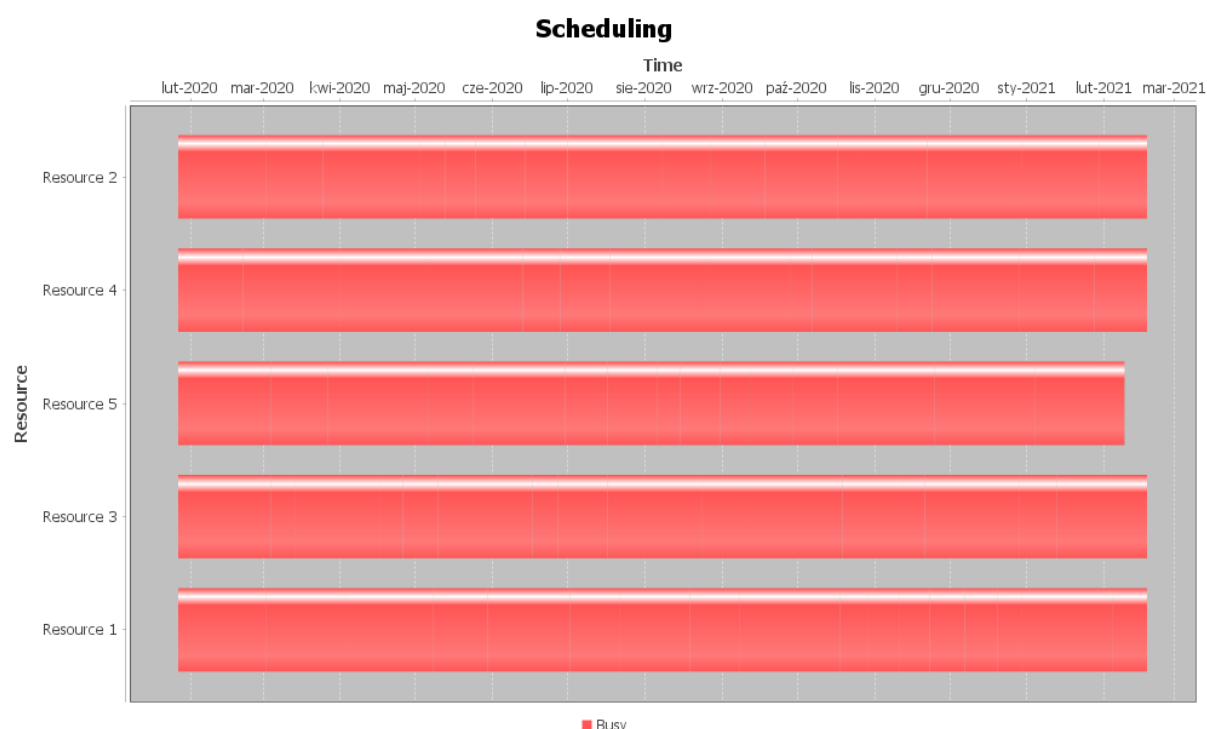 Scheduling
Time
lut-2020 mar-2020 kwi-2020 maj-2020 cze-2020 lip-2020 sie-2020 wrz-2020 paź-2020 lis-2020 gru-2020 sty-2021 lut-2021 mar-2021
Resource 2
Resource 4
Resource 5
Resource 3
Resource 1
Resource
Busy